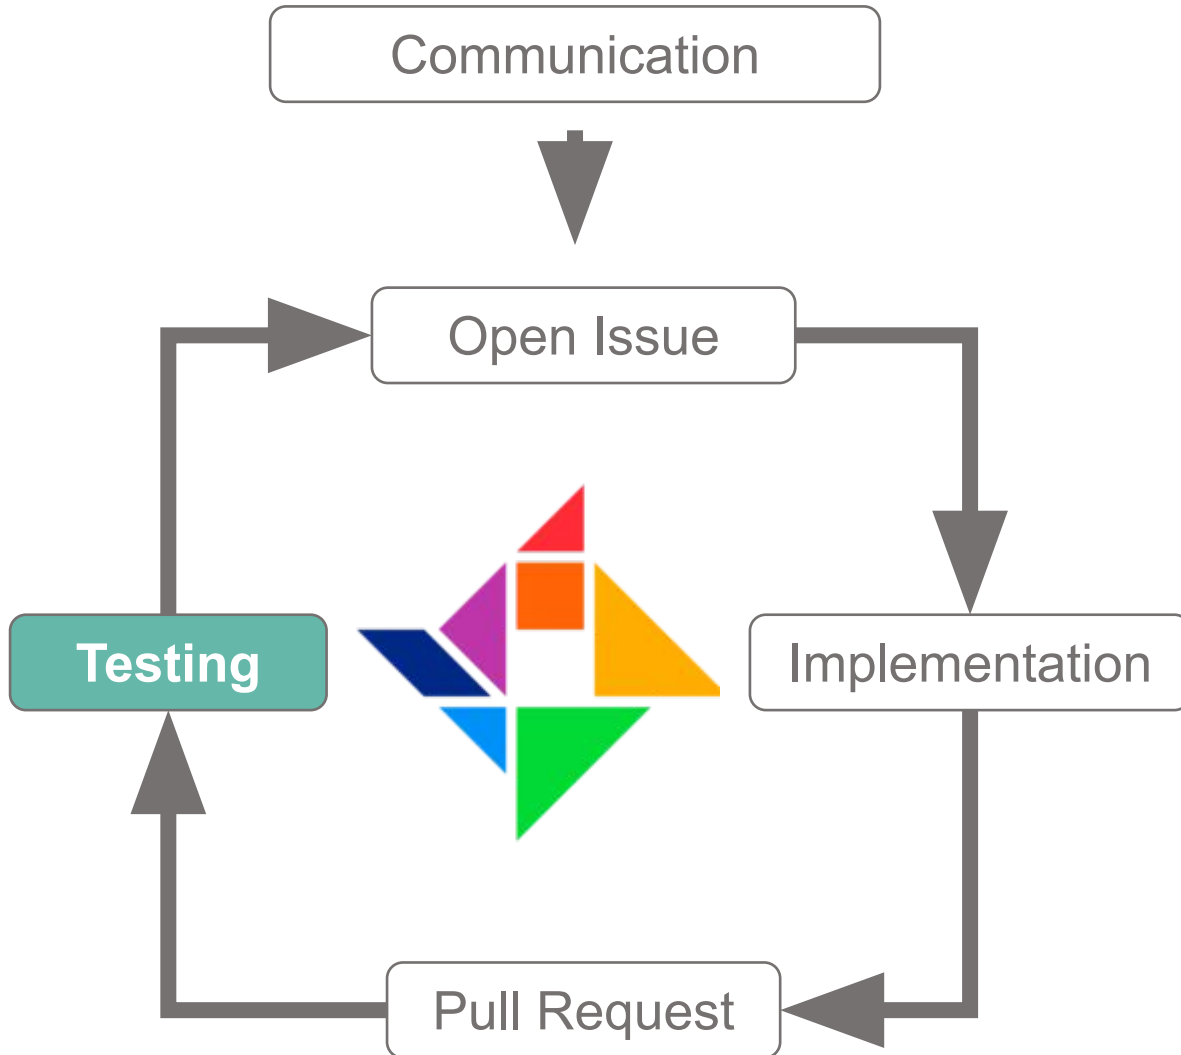 Communication
Open Issue
Testing
Implementation
Pull Request